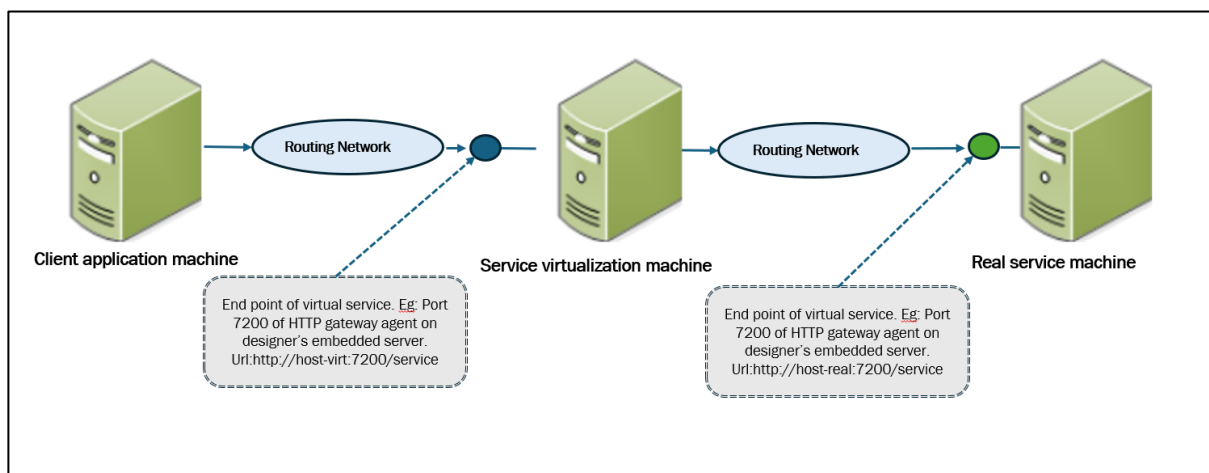 Routing Network
Routing Network
Client application machine
Service virtualization machine
Real service machine
End point of virtual service. Eg: Port
7200 of HTTP gateway agent on
designer's embedded server.
Url:http://host-virt:7200/service
End point of virtual service. Eg: Port
7200 of HTTP gateway agent on
designer's embedded server.
Url:http://host-real:7200/service